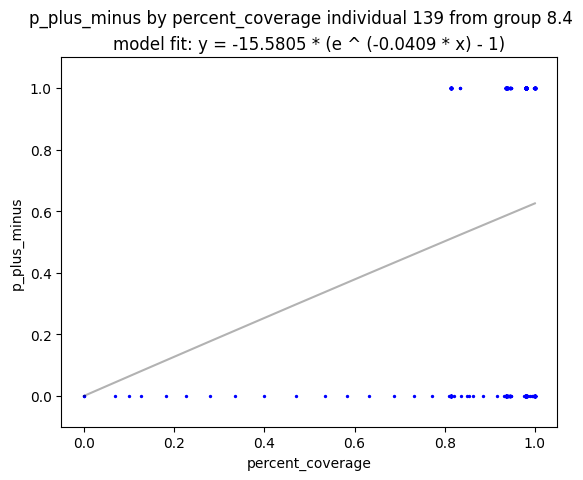 p_plus_minus by percent_coverage individual 139 from group 8.4
model fit: y = -15.5805 * (e ^ (-0.0409 * x) - 1)
p_plus_minus
1.0
0.8
0.6
0.4
0.2
0.0
0.0 0.2 0.4 0.6 0.8 1.0
percent_coverage